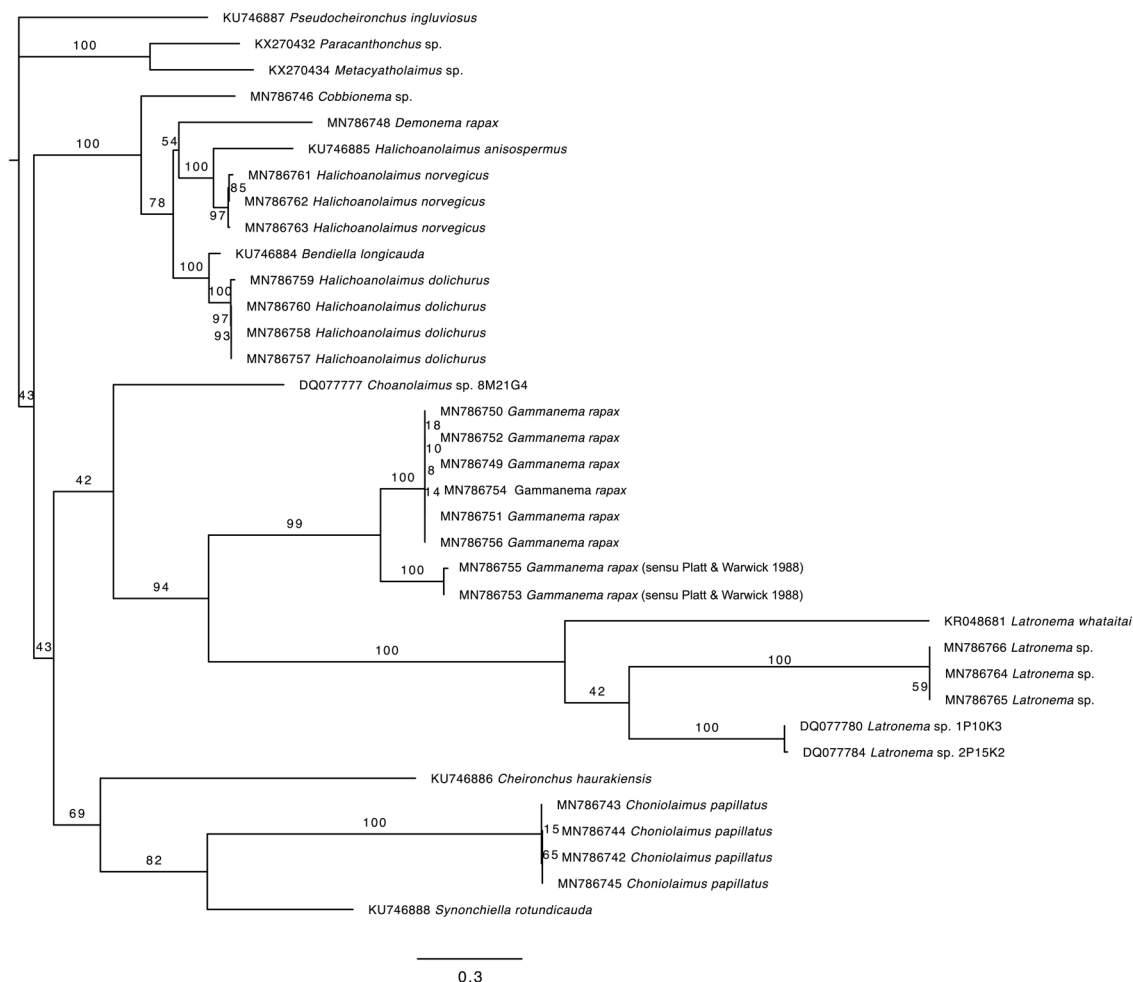 KU746887 Pseudocheironchus ingluviosus
100
KX270432 Paracanthonchus sp.
KX270434 Metacyatholaimus sp.
MN786746 Cobbionema sp.
MN786748 Demonema rapax
54
100
KU746885 Halichoanolaimus anisospermus
100
MN786761 Halichoanolaimus norvegicus
85
MN786762 Halichoanolaimus norvegicus
78
97
MN786763 Halichoanolaimus norvegicus
KU746884 Bendiella longicauda
100
MN786759 Halichoanolaimus dolichurus
100
MN786760 Halichoanolaimus dolichurus
97
MN786758 Halichoanolaimus dolichurus
93
MN786757 Halichoanolaimus dolichurus
DQ077777 Choanolaimus sp. 8M21G4
43
MN786750 Gammanema rapax
18
MN786752 Gammanema rapax
10
MN786749 Gammanema rapax
8
42
100
MN786754 Gammanema rapax
14
MN786751 Gammanema rapax
99
MN786756 Gammanema rapax
MN786755 Gammanema rapax (sensu Platt & Warwick 1988)
100
94
MN786753 Gammanema rapax (sensu Platt & Warwick 1988)
KR048681 Latronema whataitai
43
MN786766 Latronema sp.
100
100
MN786764 Latronema sp.
59
42
MN786765 Latronema sp.
DQ077780 Latronema sp. 1P10K3
100
DQ077784 Latronema sp. 2P15K2
KU746886 Cheironchus haurakiensis
MN786743 Choniolaimus papillatus
69
100
15
MN786744 Choniolaimus papillatus
65
MN786742 Choniolaimus papillatus
82
MN786745 Choniolaimus papillatus
KU746888 Synonchiella rotundicauda
0.3